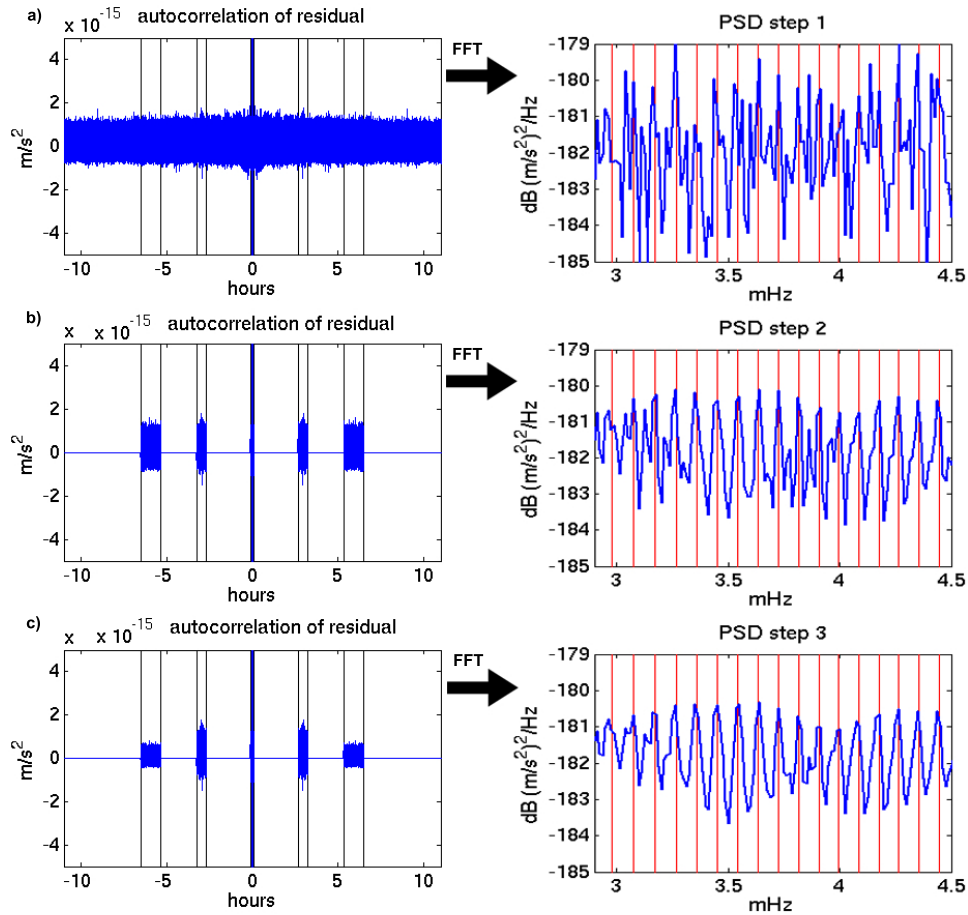 a)
x 10-15 autocorrelation of residual
4
2
0
-2
-4
m/s2
-10 -5 0 5 10
hours
FFT
PSD step 1
-179
-180
-181
-182
-183
-184
-185
dB (m/s2)2/Hz
3 3.5 4 4.5
mHz
b)
x x 10-15 autocorrelation of residual
4
2
0
-2
-4
m/s2
-10 -5 0 5 10
hours
FFT
PSD step 2
-179
-180
-181
-182
-183
-184
-185
dB (m/s2)2/Hz
3 3.5 4 4.5
mHz
c)
x x 10-15 autocorrelation of residual
4
2
0
-2
-4
m/s2
-10 -5 0 5 10
hours
FFT
PSD step 3
-179
-180
-181
-182
-183
-184
-185
dB (m/s2)2/Hz
3 3.5 4 4.5
mHz